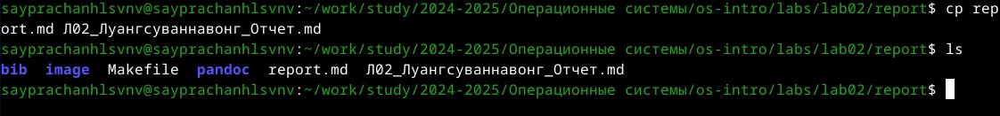 sayprachanhlsvnv@sayprachanhlsvnv:~/work/study/2024-2025/Операционные системы/os-intro/labs/lab02/report$ cp rep
ort.md Л02_Луангсуваннавонг_Отчет.md
sayprachanhlsvnv@sayprachanhlsvnv:~/work/study/2024-2025/Операционные системы/os-intro/labs/lab02/report$ ls
bib image Makefile pandoc report.md Л02_Луангсуваннавонг_Отчет.md
sayprachanhlsvnv@sayprachanhlsvnv:~/work/study/2024-2025/Операционные системы/os-intro/labs/lab02/report$